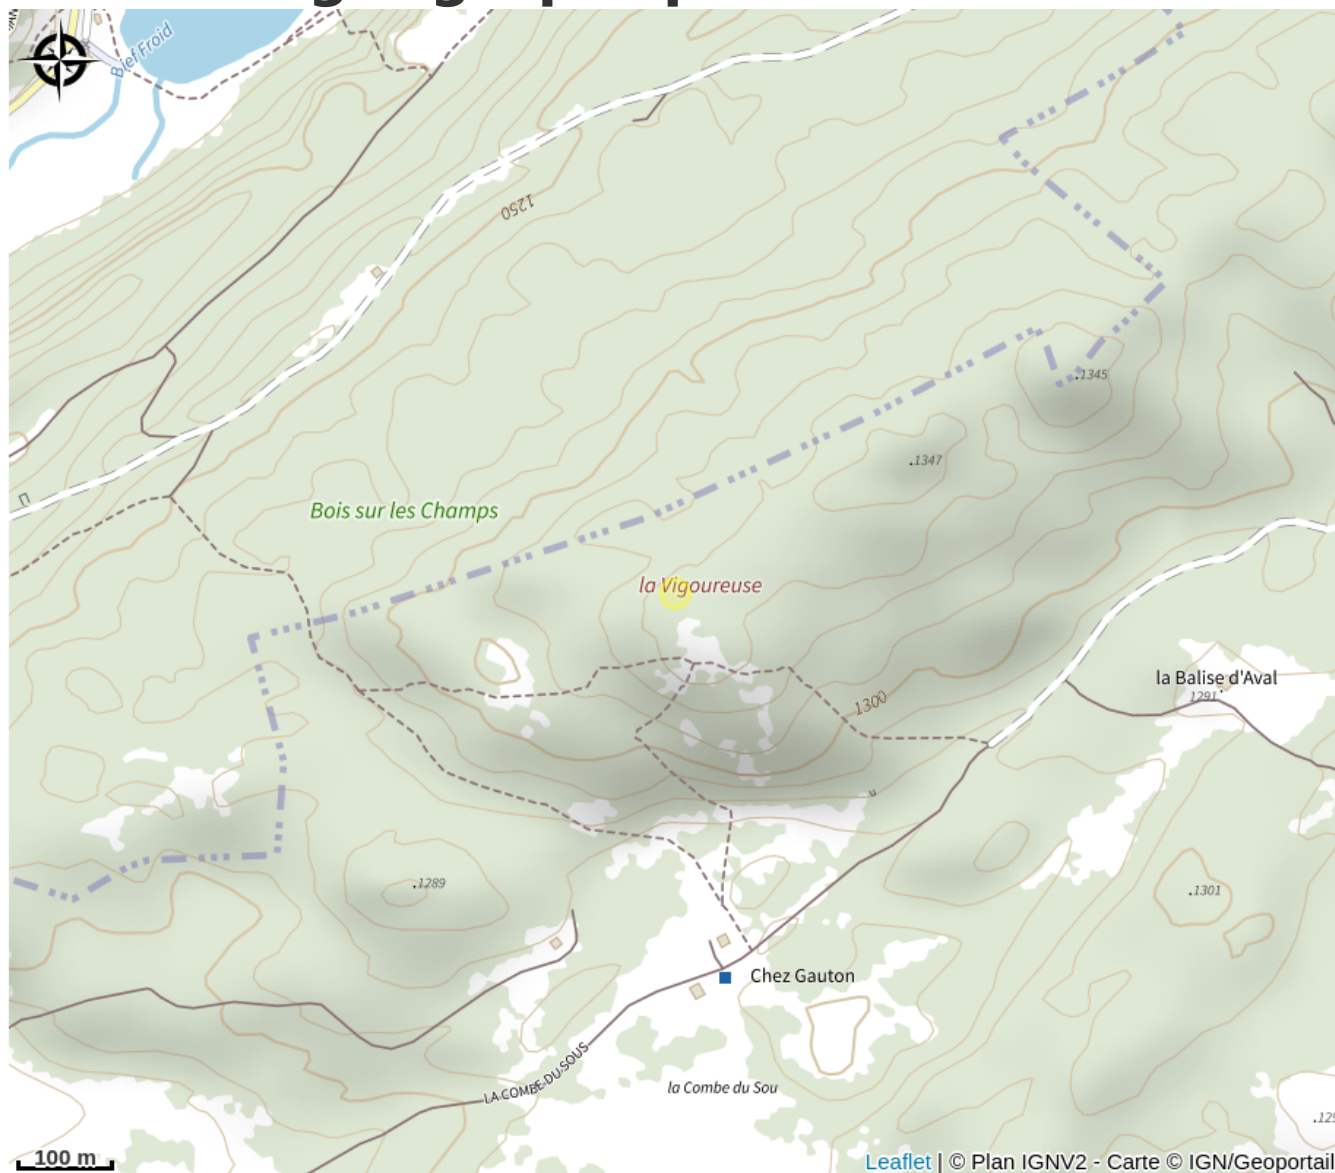 Bief Froid
1250
1345
1347
Bois sur les Champs
la Vigoureuse
la Balise d'Aval
1291
1300
1289
1301
Chez Gauton
LA COMBE DU SOUS
la Combe du Sou
100 m
Leaflet | © Plan IGNV2 - Carte © IGN/Geoportail